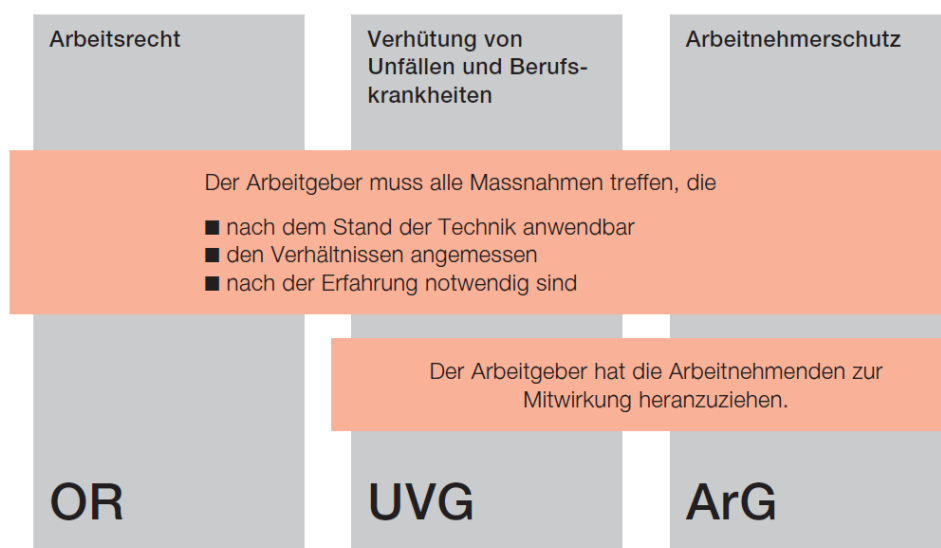 Arbeitsrecht
Verhütung von
Unfällen und Berufs-
krankheiten
Arbeitnehmerschutz
Der Arbeitgeber muss alle Massnahmen treffen, die
■ nach dem Stand der Technik anwendbar
■ den Verhältnissen angemessen
■ nach der Erfahrung notwendig sind
Der Arbeitgeber hat die Arbeitnehmenden zur
Mitwirkung heranzuziehen.
OR
UVG
ArG